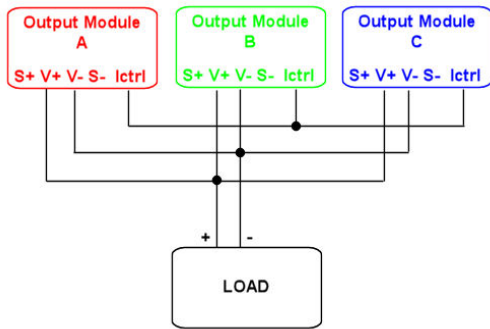 Output Module
A
S+ V+ V- S- Ictrl
Output Module
B
S+ V+ V- S- Ictrl
Output Module
C
S+ V+ V- S- Ictrl
+ -
LOAD